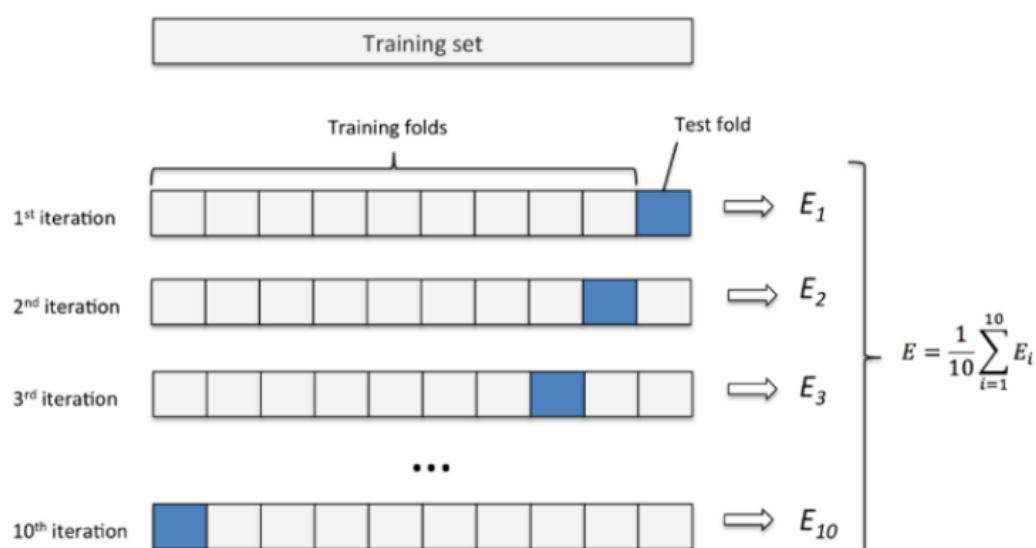 Training set
Training folds
Test fold
1st iteration
E1
2nd iteration
E2
3rd iteration
E3
...
10th iteration
E10
E = 1/10 ∑ i=1 10 Ei